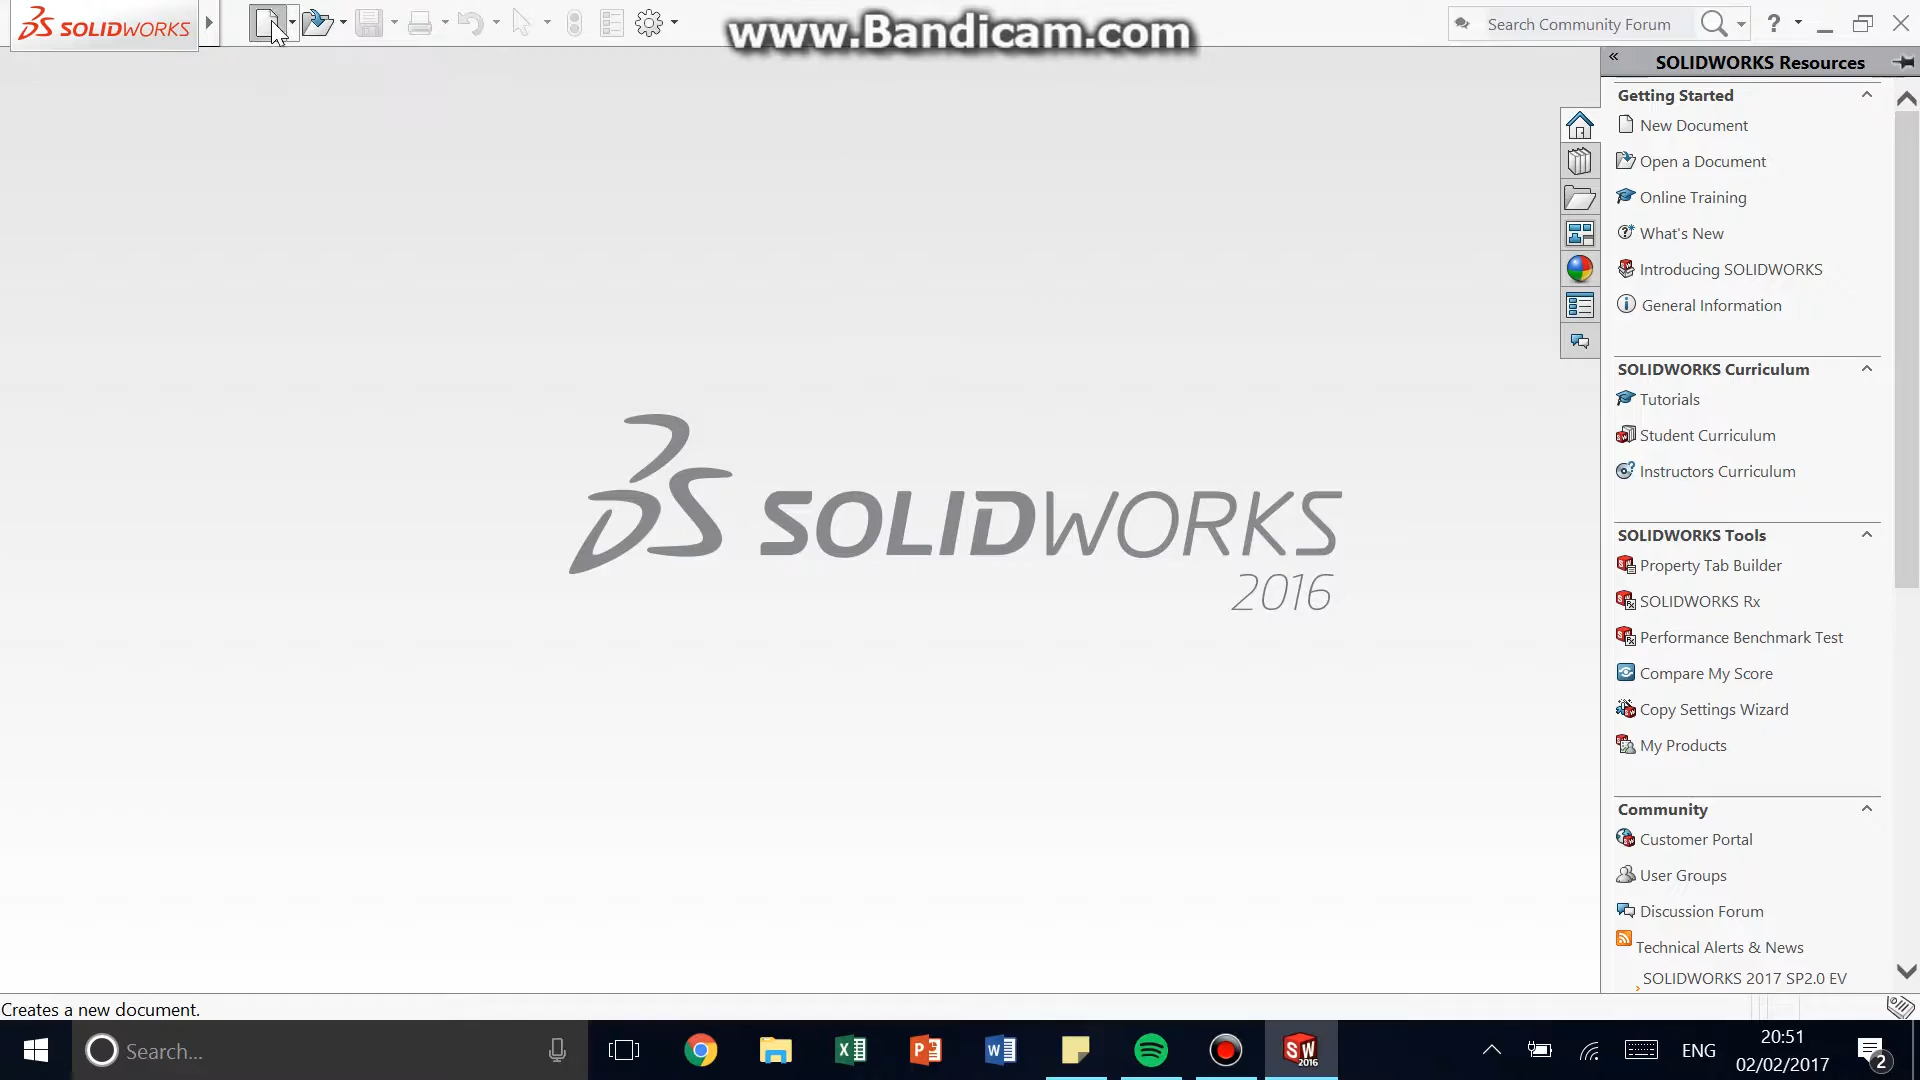 SOLIDWORKS
www.Bandicam.com
Search Community Forum
?
SOLIDWORKS Resources
Getting Started
New Document
Open a Document
Online Training
What's New
Introducing SOLIDWORKS
General Information
SOLIDWORKS Curriculum
Tutorials
Student Curriculum
Instructors Curriculum
SOLIDWORKS
2016
SOLIDWORKS Tools
Property Tab Builder
SOLIDWORKS Rx
Performance Benchmark Test
Compare My Score
Copy Settings Wizard
My Products
Community
Customer Portal
User Groups
Discussion Forum
Technical Alerts & News
SOLIDWORKS 2017 SP2.0 EV
Creates a new document.
Search...
SW
2016
ENG
20:51
02/02/2017
2